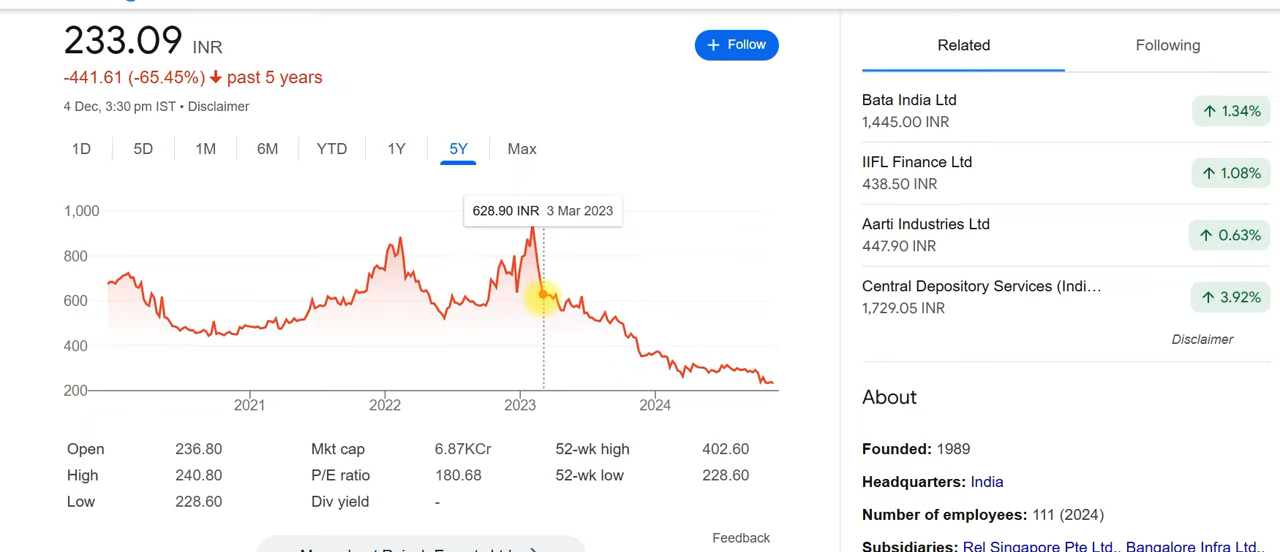 233.09 INR
+ Follow
-441.61 (-65.45%) ↓ past 5 years
4 Dec, 3:30 pm IST • Disclaimer
1D 5D 1M 6M YTD 1Y 5Y Max
628.90 INR 3 Mar 2023
1,000
800
600
400
200
2021 2022 2023 2024
Open 236.80 Mkt cap 6.87KCr 52-wk high 402.60
High 240.80 P/E ratio 180.68 52-wk low 228.60
Low 228.60 Div yield -
Feedback
Related Following
Bata India Ltd
1,445.00 INR
↑ 1.34%
IIFL Finance Ltd
438.50 INR
↑ 1.08%
Aarti Industries Ltd
447.90 INR
↑ 0.63%
Central Depository Services (Indi...
1,729.05 INR
↑ 3.92%
Disclaimer
About
Founded: 1989
Headquarters: India
Number of employees: 111 (2024)
Subsidiaries: Rel Singapore Pte Ltd., Bangalore Infra Ltd.,